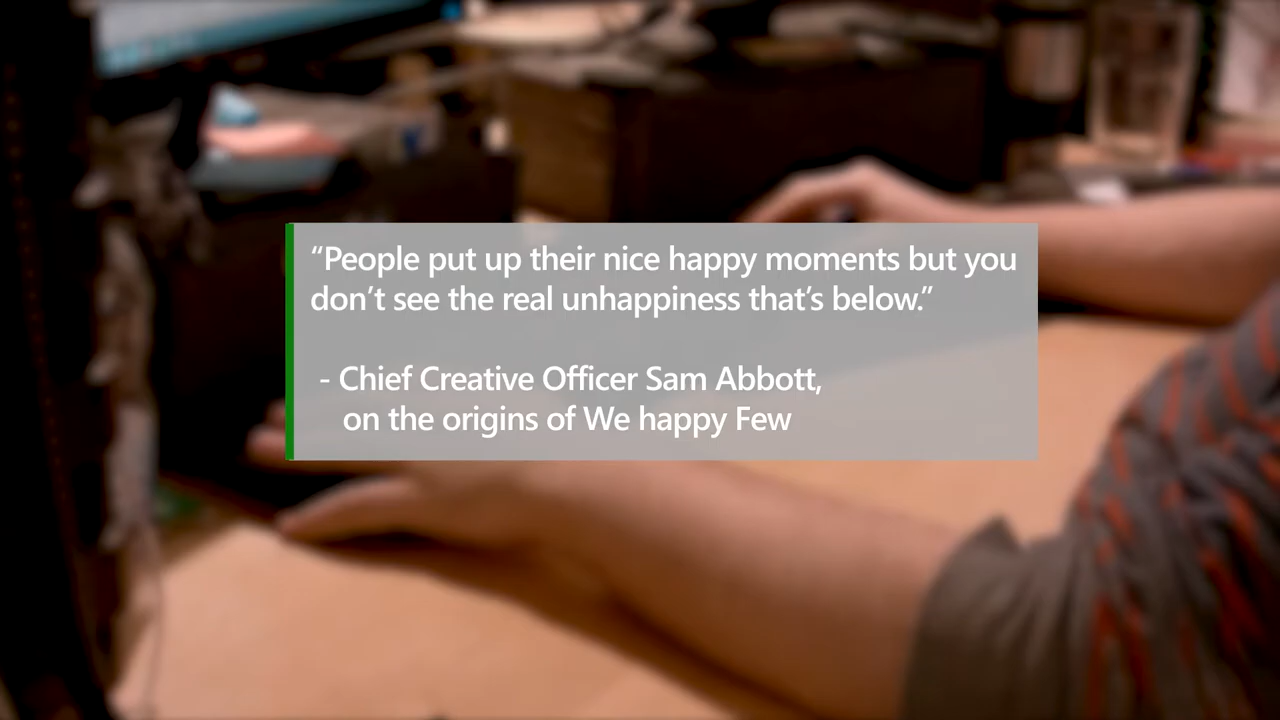 “People put up their nice happy moments but you
don’t see the real unhappiness that’s below.”
- Chief Creative Officer Sam Abbott,
on the origins of We happy Few